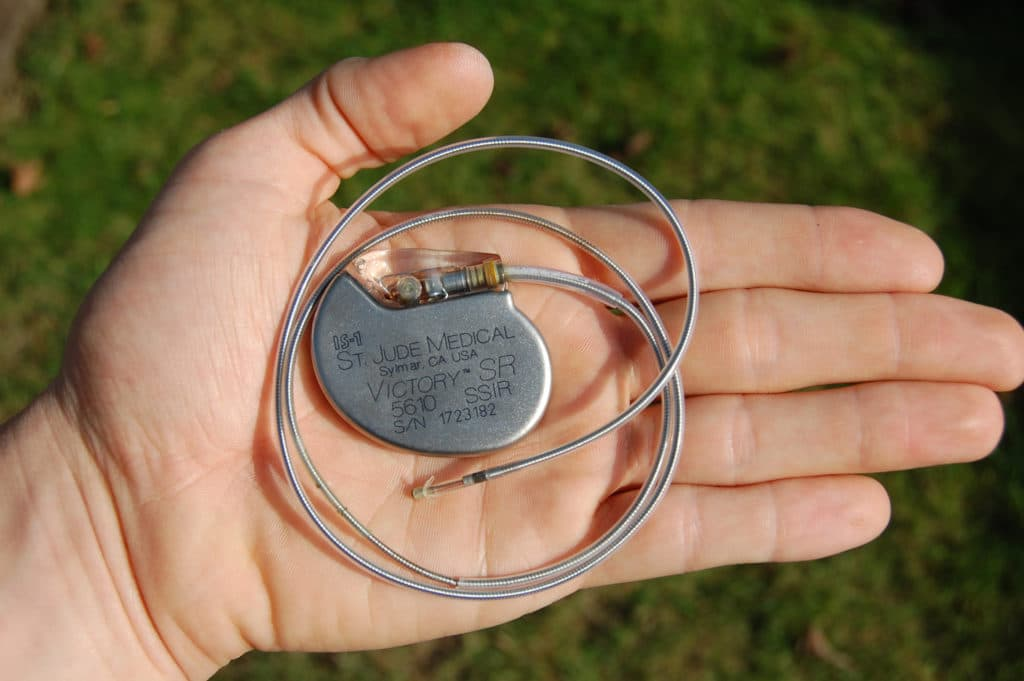 IS-1
ST. JUDE MEDICAL
Sylmar, CA USA
VICTORY™ SR
5610 SSIR
S/N 1723182